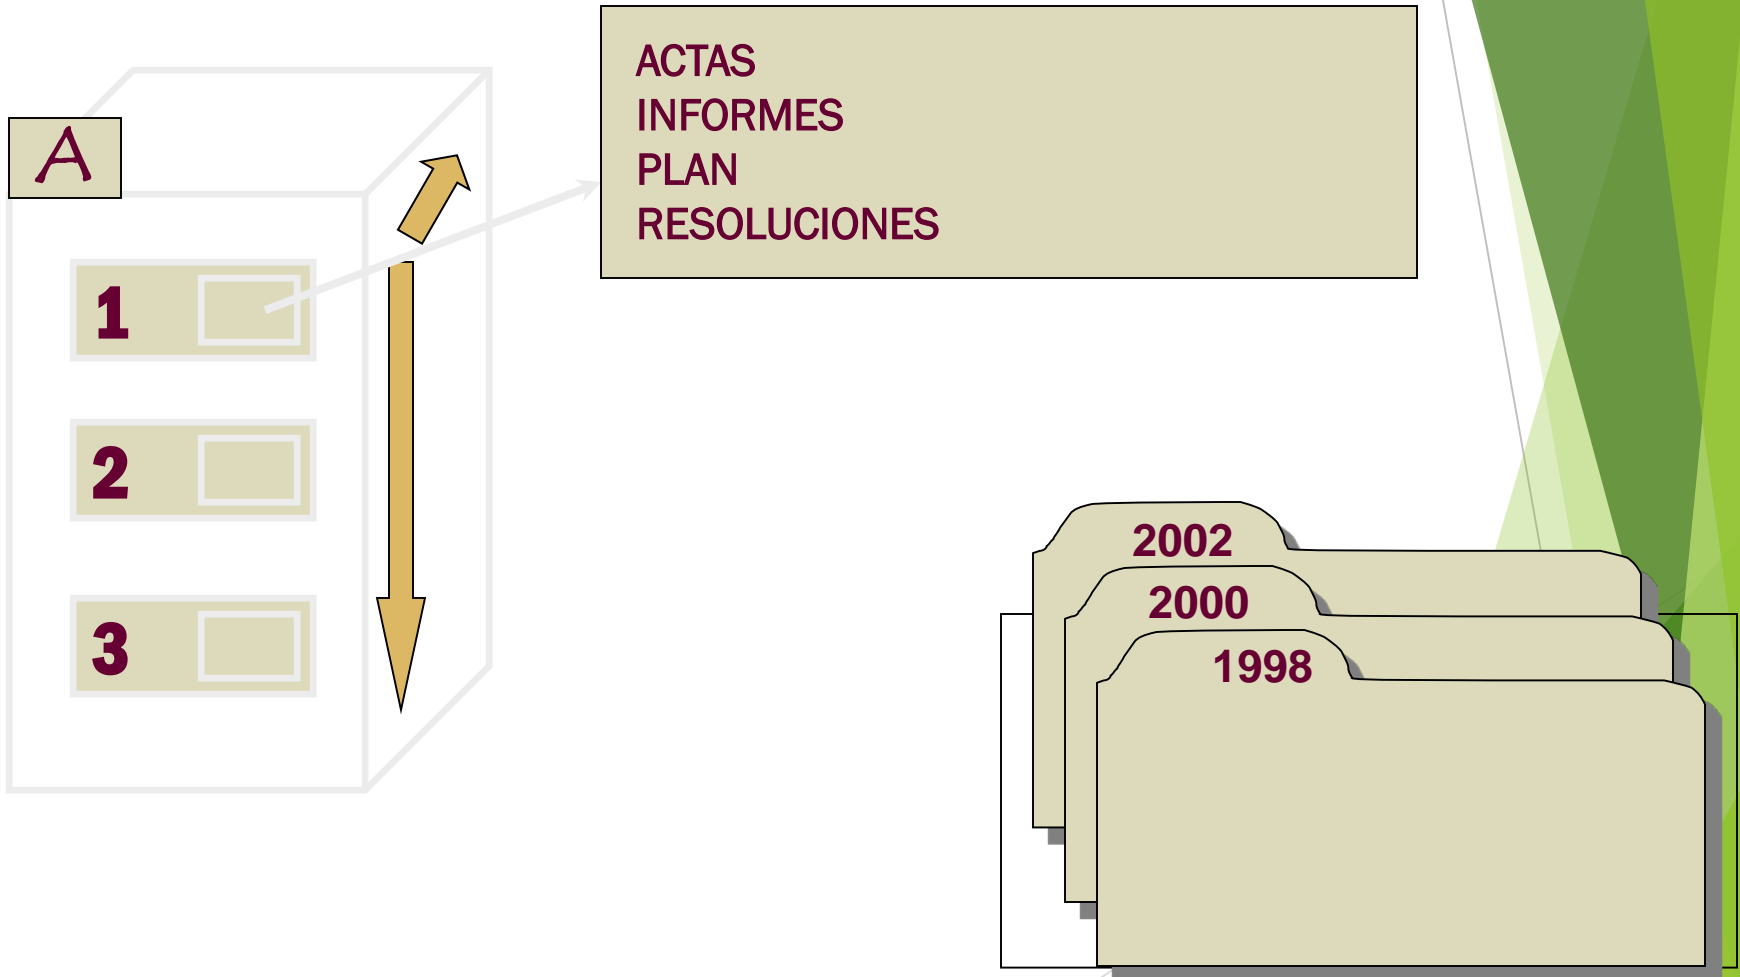 A
1
2
3
ACTAS
INFORMES
PLAN
RESOLUCIONES
2002
2000
1998